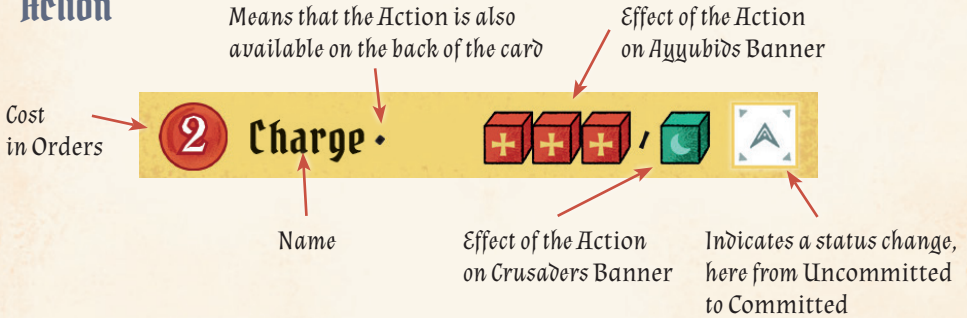 Action
Means that the Action is also
available on the back of the card
Effect of the Action
on Ayyubids Banner
Cost
in Orders
2 Charge • /
Name
Effect of the Action
on Crusaders Banner
Indicates a status change,
here from Uncommitted
to Committed